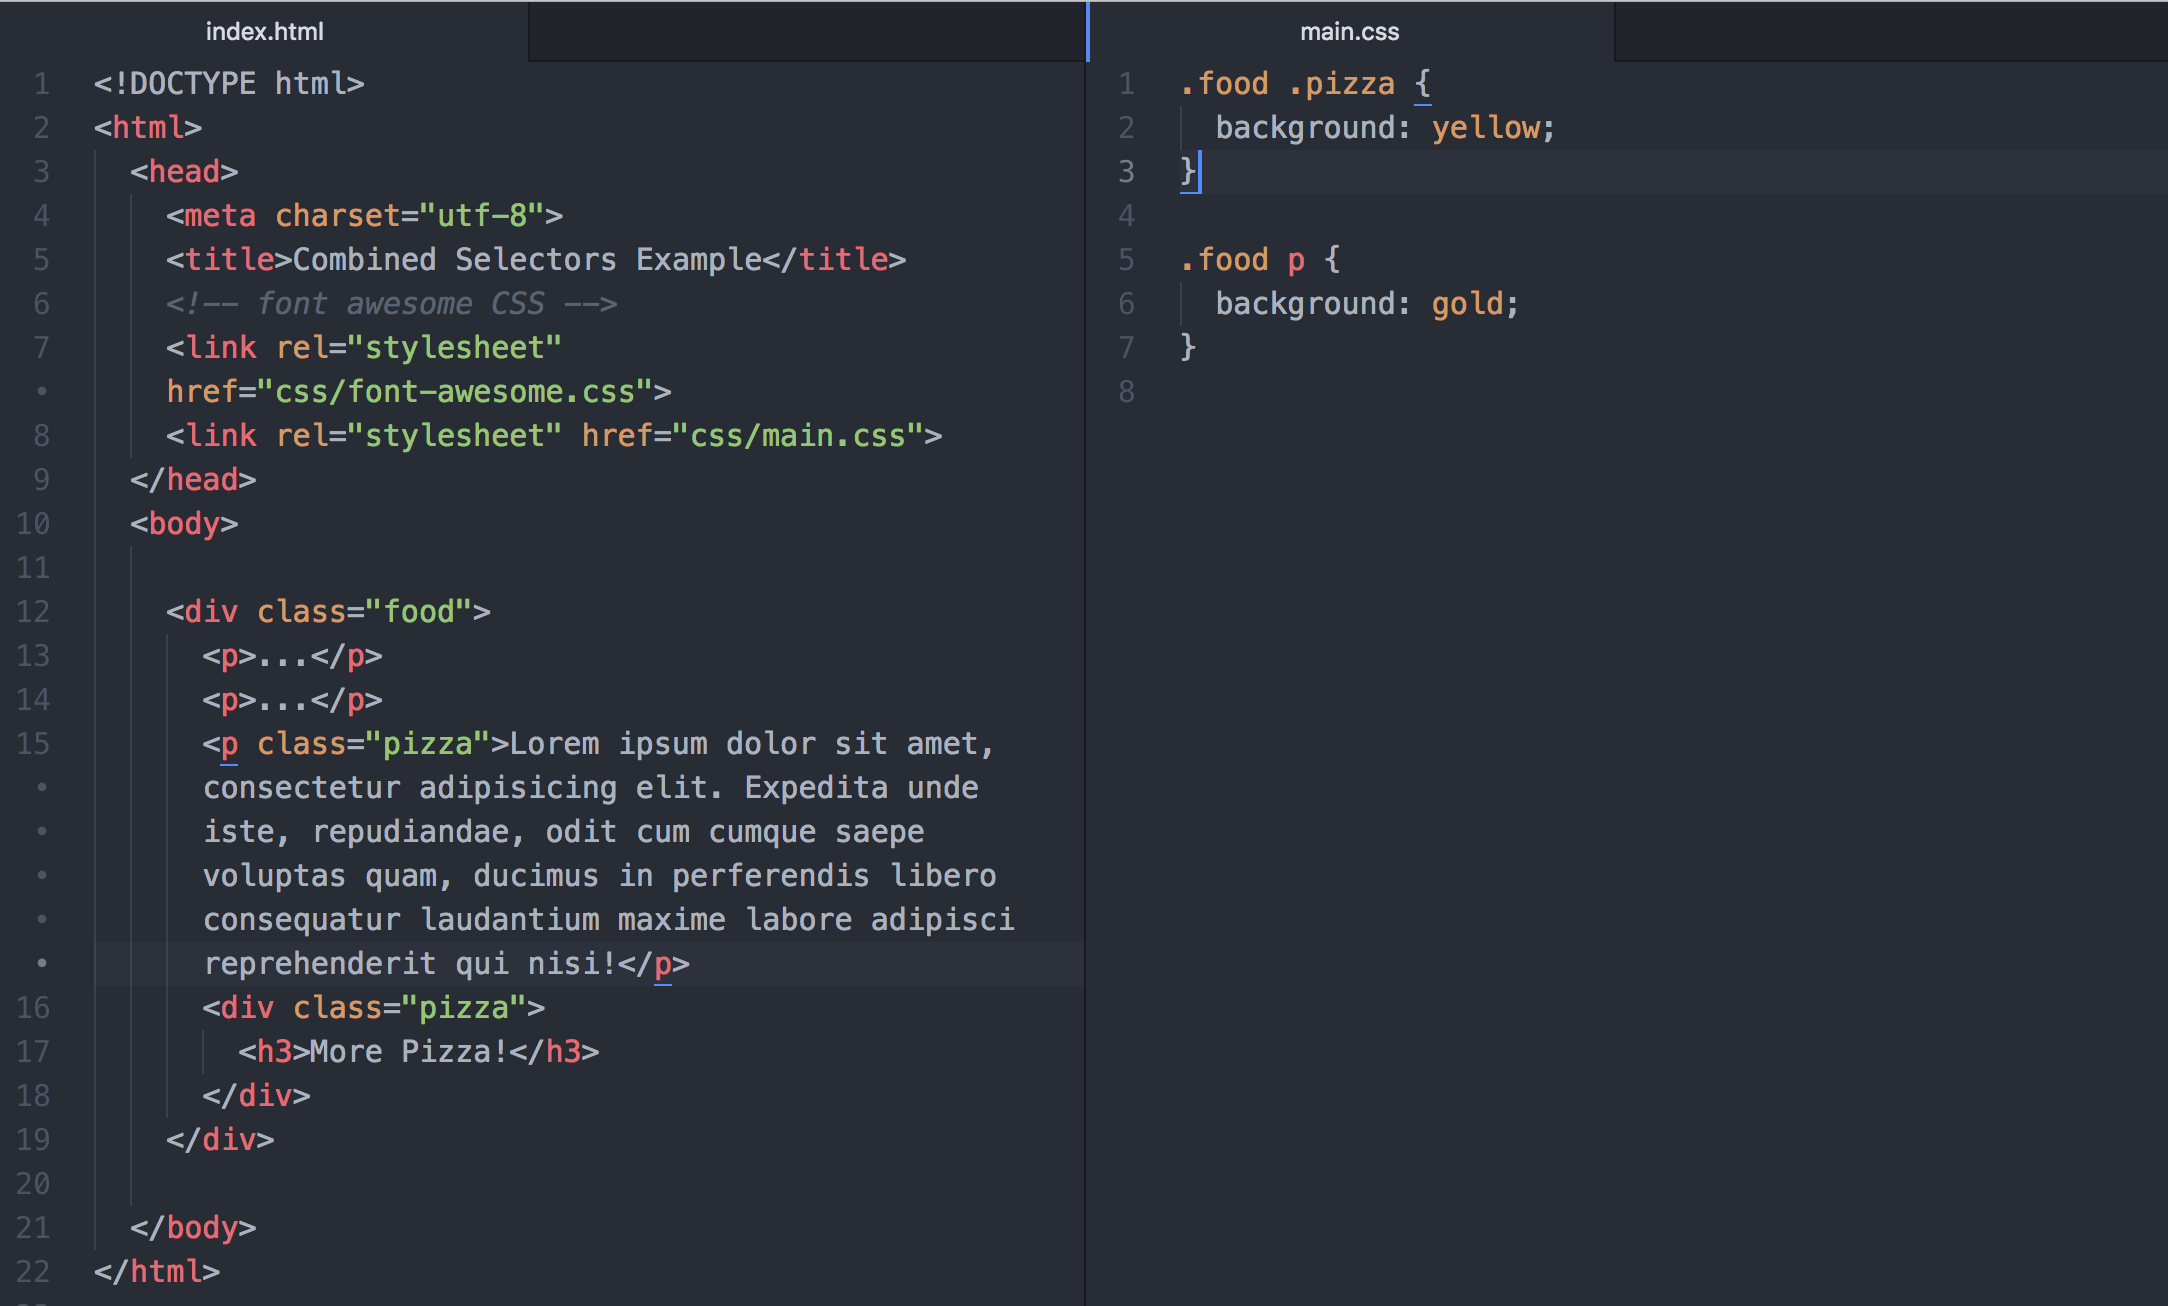 index.html
1 <!DOCTYPE html>
2 <html>
3 <head>
4 <meta charset="utf-8">
5 <title>Combined Selectors Example</title>
6 <!-- font awesome CSS -->
7 <link rel="stylesheet"
• href="css/font-awesome.css">
8 <link rel="stylesheet" href="css/main.css">
9 </head>
10 <body>
11
12 <div class="food">
13 <p>...</p>
14 <p>...</p>
15 <p class="pizza">Lorem ipsum dolor sit amet,
• consectetur adipisicing elit. Expedita unde
• iste, repudiandae, odit cum cumque saepe
• voluptas quam, ducimus in perferendis libero
• consequatur laudantium maxime labore adipisci
• reprehenderit qui nisi!</p>
16 <div class="pizza">
17 <h3>More Pizza!</h3>
18 </div>
19 </div>
20
21 </body>
22 </html>
main.css
1 .food .pizza {
2 background: yellow;
3 }
4
5 .food p {
6 background: gold;
7 }
8